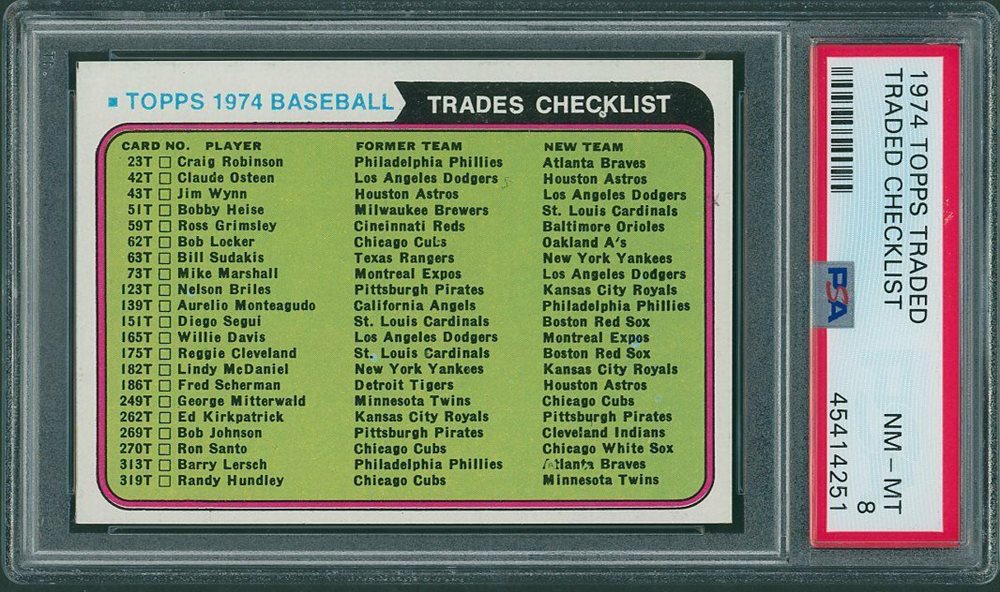 TOPPS 1974 BASEBALL TRADES CHECKLIST
CARD NO. PLAYER FORMER TEAM NEW TEAM
23T Craig Robinson Philadelphia Phillies Atlanta Braves
42T Claude Osteen Los Angeles Dodgers Houston Astros
43T Jim Wynn Houston Astros Los Angeles Dodgers
51T Bobby Heise Milwaukee Brewers St. Louis Cardinals
59T Ross Grimsley Cincinnati Reds Baltimore Orioles
62T Bob Locker Chicago Cubs Oakland A's
63T Bill Sudakis Texas Rangers New York Yankees
73T Mike Marshall Montreal Expos Los Angeles Dodgers
123T Nelson Briles Pittsburgh Pirates Kansas City Royals
139T Aurelio Monteagudo California Angels Philadelphia Phillies
151T Diego Segui St. Louis Cardinals Boston Red Sox
165T Willie Davis Los Angeles Dodgers Montreal Expos
175T Reggie Cleveland St. Louis Cardinals Boston Red Sox
182T Lindy McDaniel New York Yankees Kansas City Royals
186T Fred Scherman Detroit Tigers Houston Astros
249T George Mitterwald Minnesota Twins Chicago Cubs
262T Ed Kirkpatrick Kansas City Royals Pittsburgh Pirates
269T Bob Johnson Pittsburgh Pirates Cleveland Indians
270T Ron Santo Chicago Cubs Chicago White Sox
313T Barry Lersch Philadelphia Phillies Atlanta Braves
319T Randy Hundley Chicago Cubs Minnesota Twins
1974 TOPPS TRADED
TRADED CHECKLIST
PSA
NM - MT
8
45414251